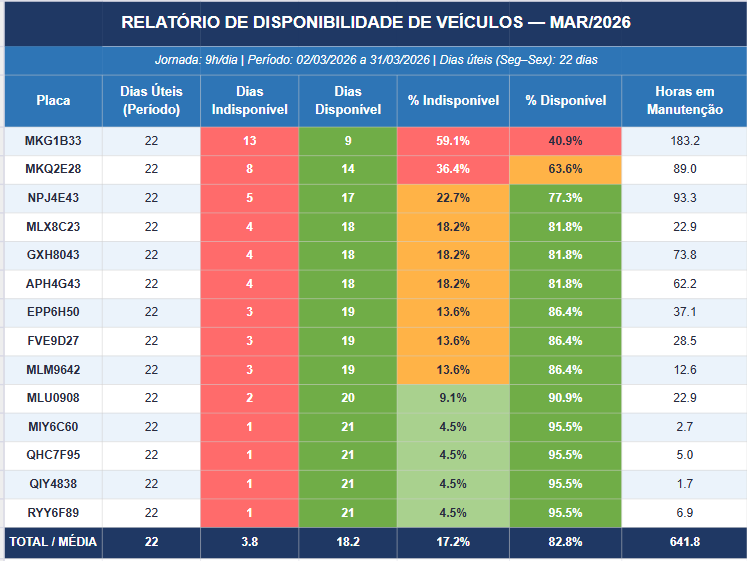 RELATÓRIO DE DISPONIBILIDADE DE VEÍCULOS — MAR/2026
Jornada: 9h/dia | Período: 02/03/2026 a 31/03/2026 | Dias úteis (Seg–Sex): 22 dias
Placa Dias Úteis (Período) Dias Indisponível Dias Disponível % Indisponível % Disponível Horas em Manutenção
MKG1B33 22 13 9 59.1% 40.9% 183.2
MKQ2E28 22 8 14 36.4% 63.6% 89.0
NPJ4E43 22 5 17 22.7% 77.3% 93.3
MLX8C23 22 4 18 18.2% 81.8% 22.9
GXH8043 22 4 18 18.2% 81.8% 73.8
APH4G43 22 4 18 18.2% 81.8% 62.2
EPP6H50 22 3 19 13.6% 86.4% 37.1
FVE9D27 22 3 19 13.6% 86.4% 28.5
MLM9642 22 3 19 13.6% 86.4% 12.6
MLU0908 22 2 20 9.1% 90.9% 22.9
MIY6C60 22 1 21 4.5% 95.5% 2.7
QHC7F95 22 1 21 4.5% 95.5% 5.0
QIY4838 22 1 21 4.5% 95.5% 1.7
RYY6F89 22 1 21 4.5% 95.5% 6.9
TOTAL / MÉDIA 22 3.8 18.2 17.2% 82.8% 641.8